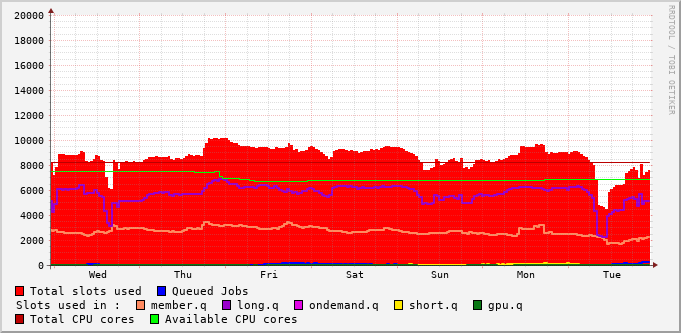 20000
18000
16000
14000
12000
10000
8000
6000
4000
2000
0
Wed Thu Fri Sat Sun Mon Tue
Total slots used Queued Jobs
Slots used in : member.q long.q ondemand.q short.q gpu.q
Total CPU cores Available CPU cores
RRDTOOL / TOBI OETIKER